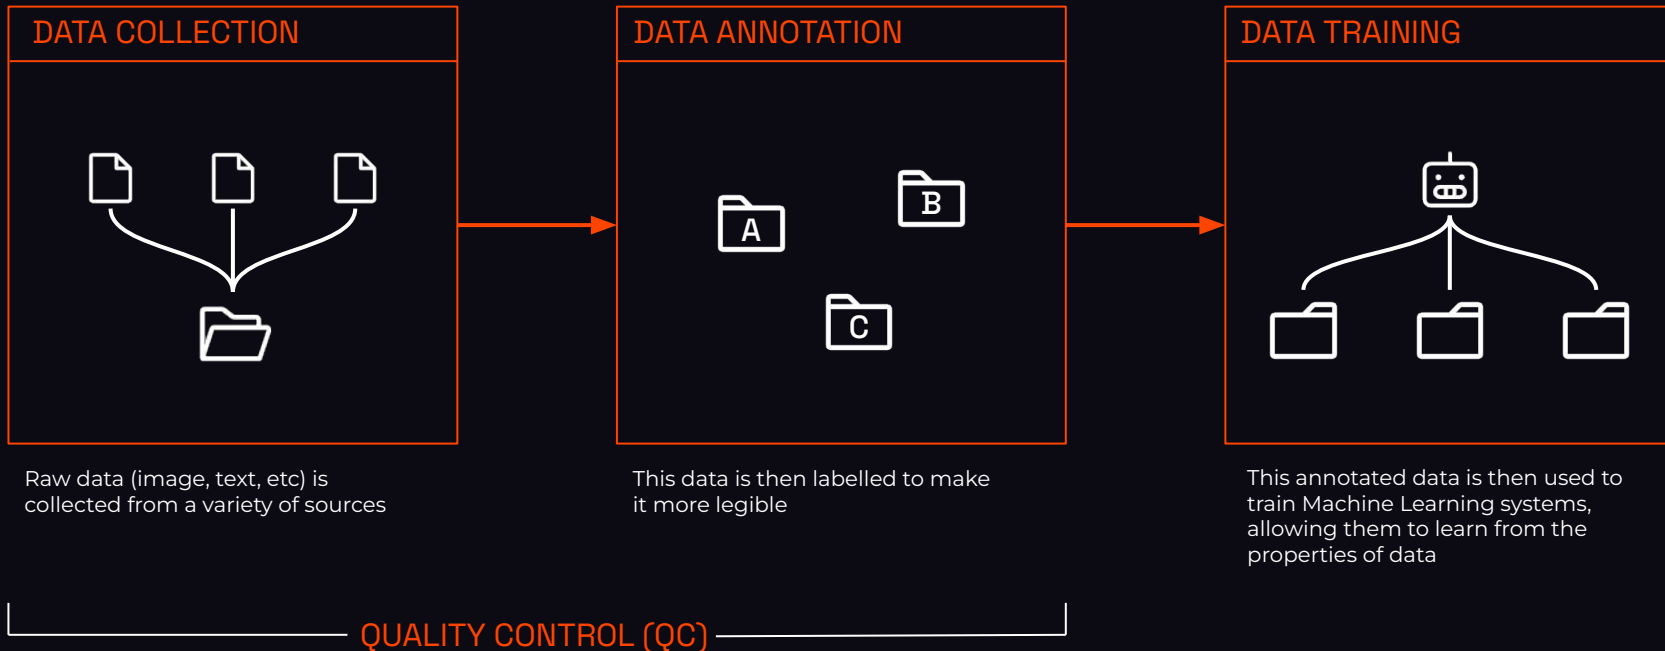 DATA COLLECTION
DATA ANNOTATION
DATA TRAINING
A
B
C
Raw data (image, text, etc) is
collected from a variety of sources
This data is then labelled to make
it more legible
This annotated data is then used to
train Machine Learning systems,
allowing them to learn from the
properties of data
QUALITY CONTROL (QC)